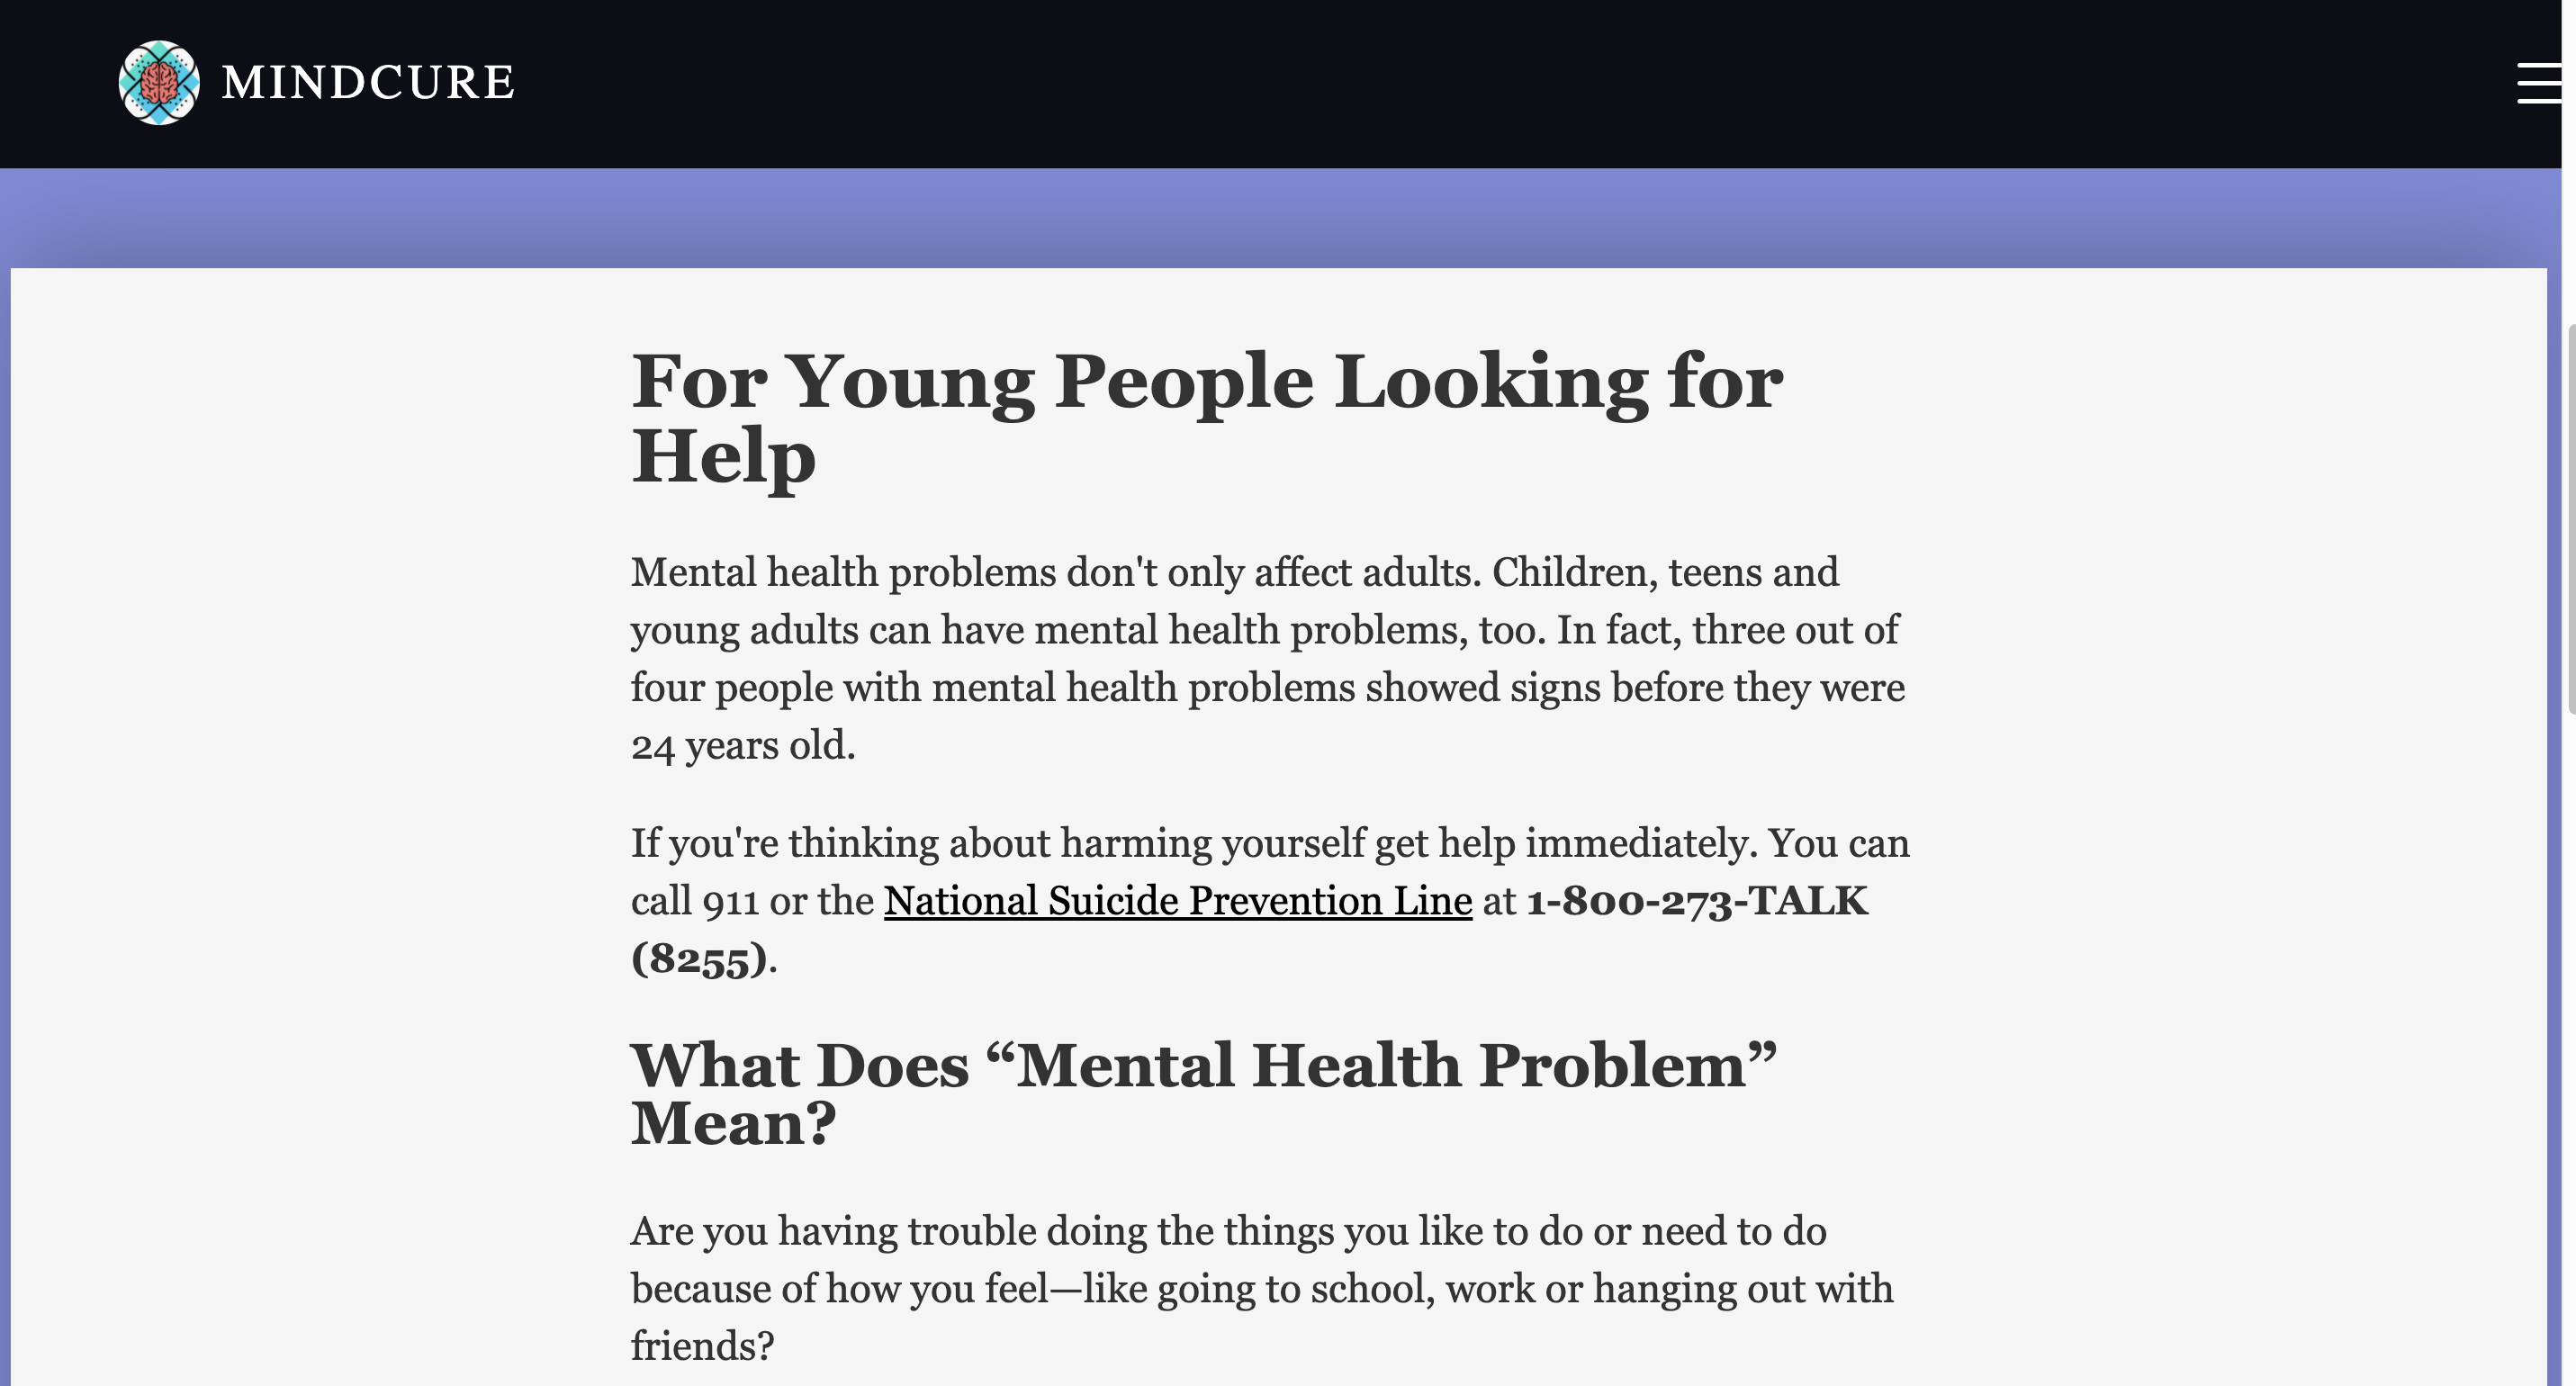 MINDCURE
For Young People Looking for
Help
Mental health problems don't only affect adults. Children, teens and
young adults can have mental health problems, too. In fact, three out of
four people with mental health problems showed signs before they were
24 years old.
If you're thinking about harming yourself get help immediately. You can
call 911 or the National Suicide Prevention Line at 1-800-273-TALK
(8255).
What Does “Mental Health Problem”
Mean?
Are you having trouble doing the things you like to do or need to do
because of how you feel—like going to school, work or hanging out with
friends?